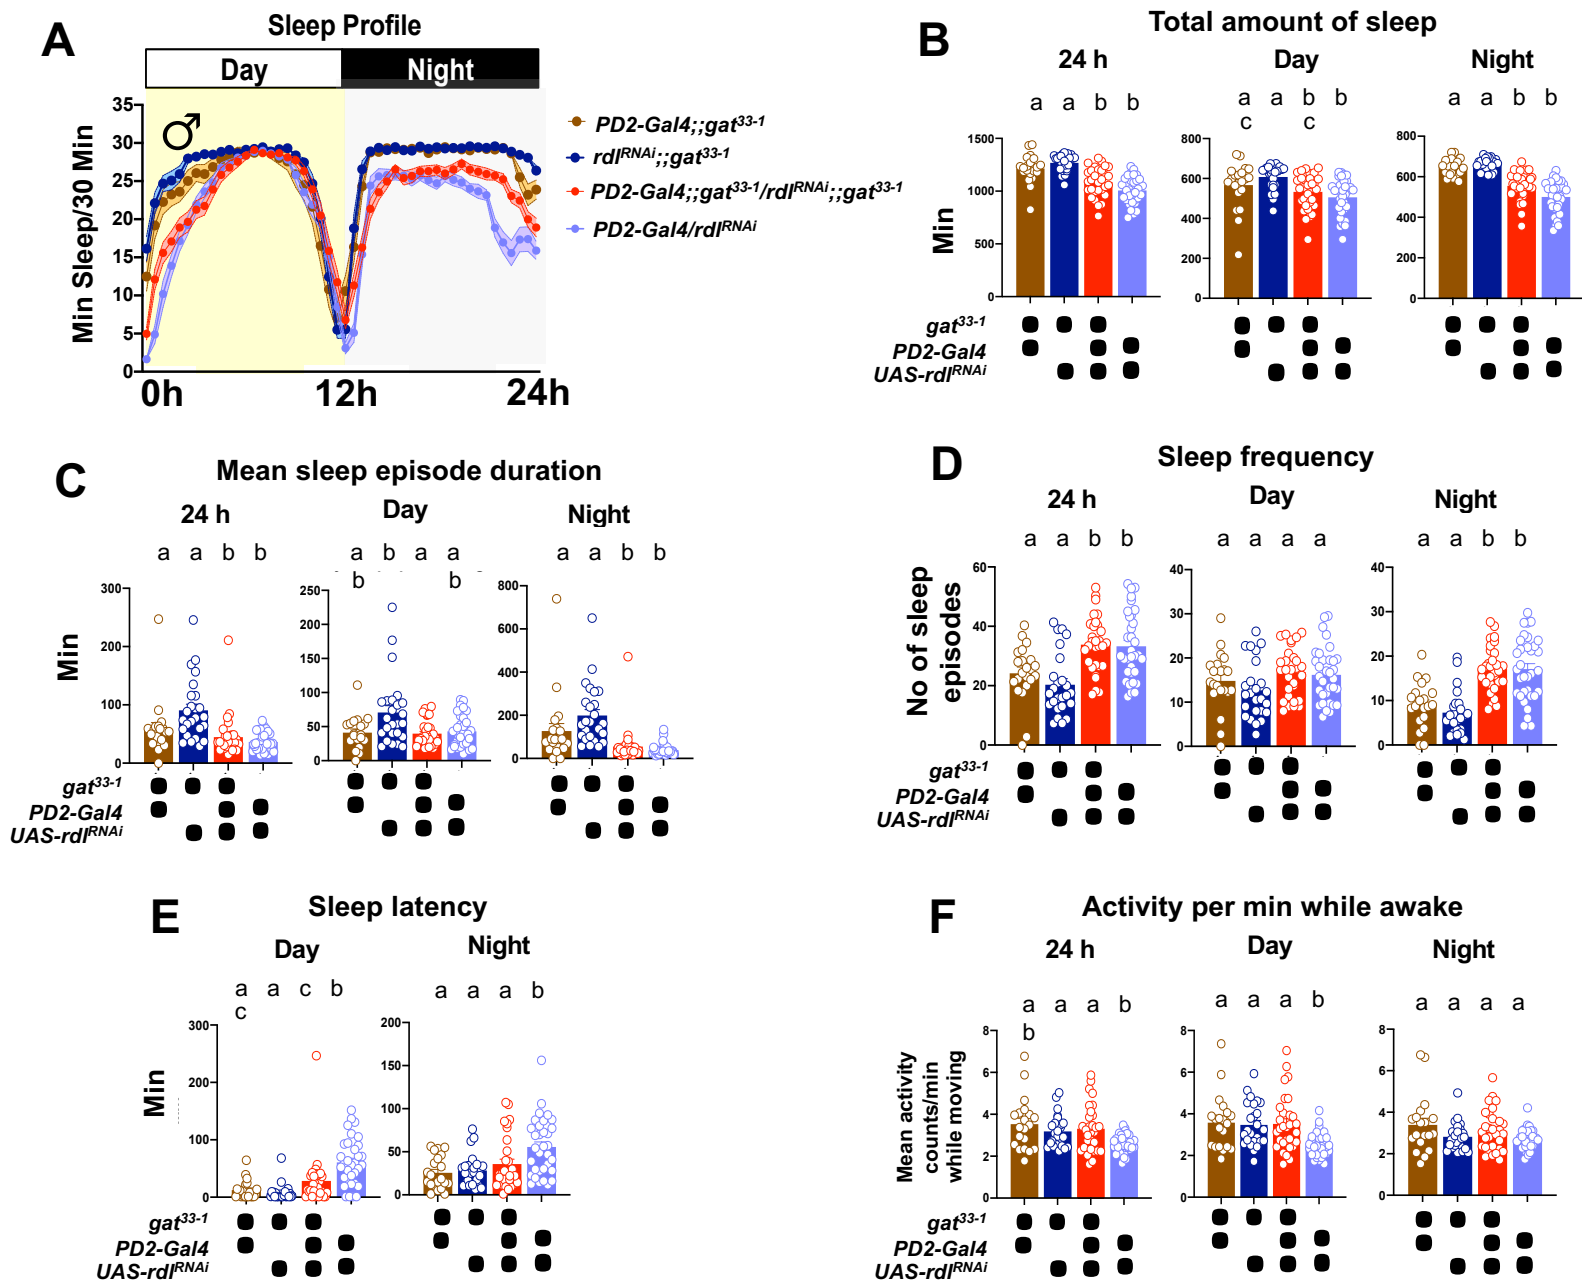 A
Sleep Profile
Day
Night
35
30
25
20
15
10
5
0
Min Sleep/30 Min
♂
0h
12h
24h
PD2-Gal4;;gat33-1
rdlRNAi;;gat33-1
PD2-Gal4;;gat33-1/rdlRNAi;;gat33-1
PD2-Gal4/rdlRNAi
B
Total amount of sleep
24 h
Day
Night
a a b b
a a b b
c c
a a b b
Min
1500
1000
500
0
800
600
400
200
0
800
600
400
200
0
gat33-1
PD2-Gal4
UAS-rdlRNAi
C
Mean sleep episode duration
24 h
Day
Night
a a b b
a b a a
b b
a a b b
Min
300
200
100
0
250
200
150
100
50
0
800
600
400
200
0
gat33-1
PD2-Gal4
UAS-rdlRNAi
D
Sleep frequency
24 h
Day
Night
a a b b
a a a a
a a b b
No of sleep
episodes
60
40
20
0
40
30
20
10
0
40
30
20
10
0
gat33-1
PD2-Gal4
UAS-rdlRNAi
E
Sleep latency
Day
Night
a a c b
c
a a a b
Min
300
200
100
0
200
150
100
50
0
gat33-1
PD2-Gal4
UAS-rdlRNAi
F
Activity per min while awake
24 h
Day
Night
a a a b
b
a a a b
a a a a
Mean activity
counts/min
while moving
8
6
4
2
0
8
6
4
2
0
8
6
4
2
0
gat33-1
PD2-Gal4
UAS-rdlRNAi